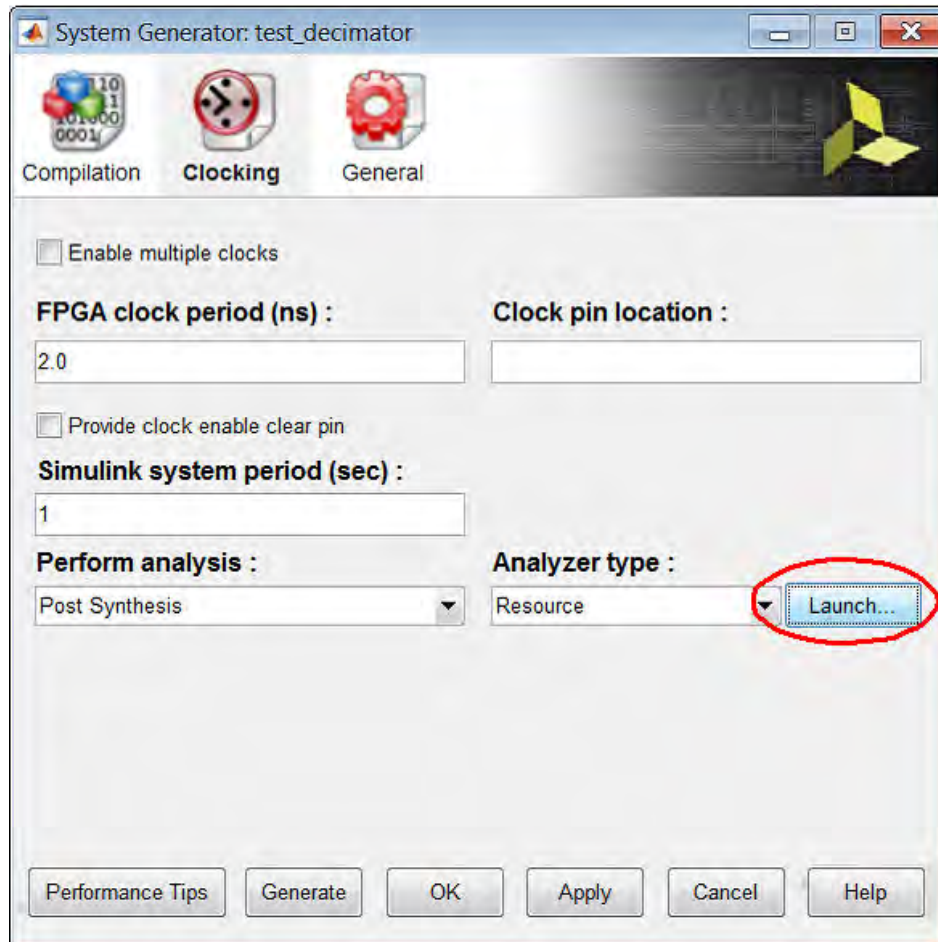 System Generator: test_decimator
Compilation Clocking General
Enable multiple clocks
FPGA clock period (ns) : Clock pin location :
2.0
Provide clock enable clear pin
Simulink system period (sec) :
1
Perform analysis : Analyzer type :
Post Synthesis Resource Launch...
Performance Tips Generate OK Apply Cancel Help